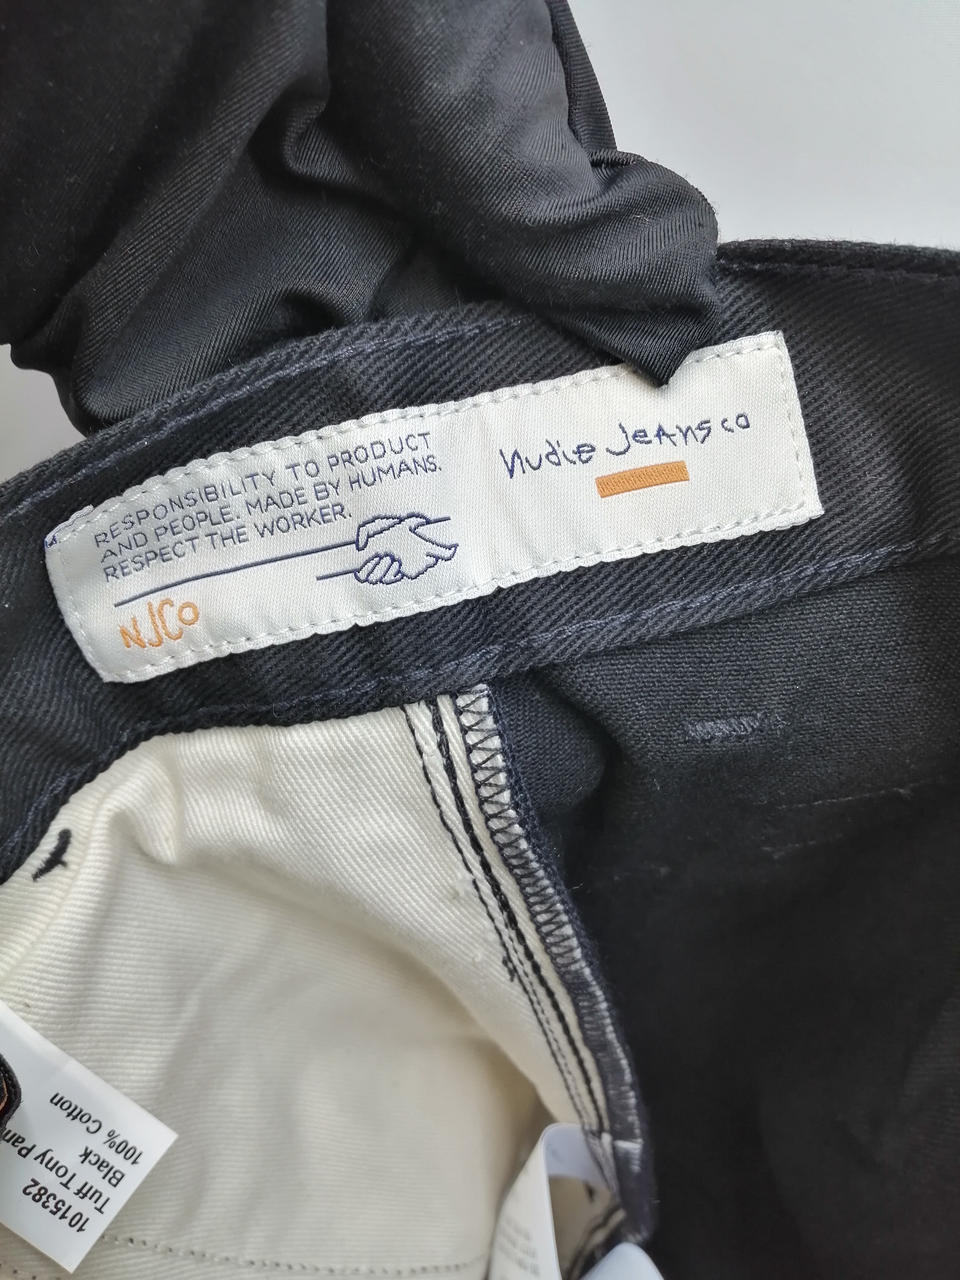 RESPONSIBILITY TO PRODUCT
AND PEOPLE. MADE BY HUMANS.
RESPECT THE WORKER.
NJCo
Nudie Jeans co
1015382
Tuff Tony Pan
Black
100% Cotton